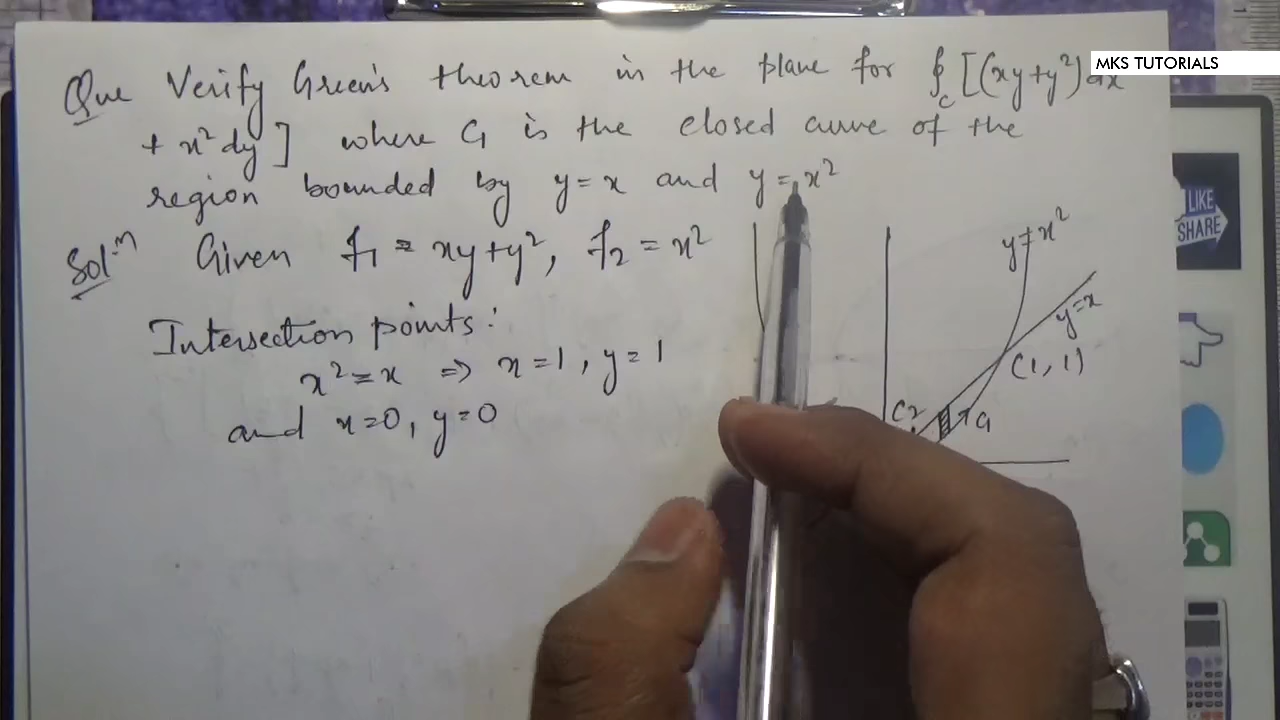 MKS TUTORIALS
Que Verify Green's theorem in the plane for ∮c [(xy+y²)dx
+ x²dy] where C1 is the closed curve of the
region bounded by y=x and y=x²
Sol:n Given f1 = xy+y², f2 = x²
Intersection points:
x²=x ⇒ x=1, y=1
and x=0, y=0
y=x²
y=x
(1,1)
C2
C1
LIKE
SHARE